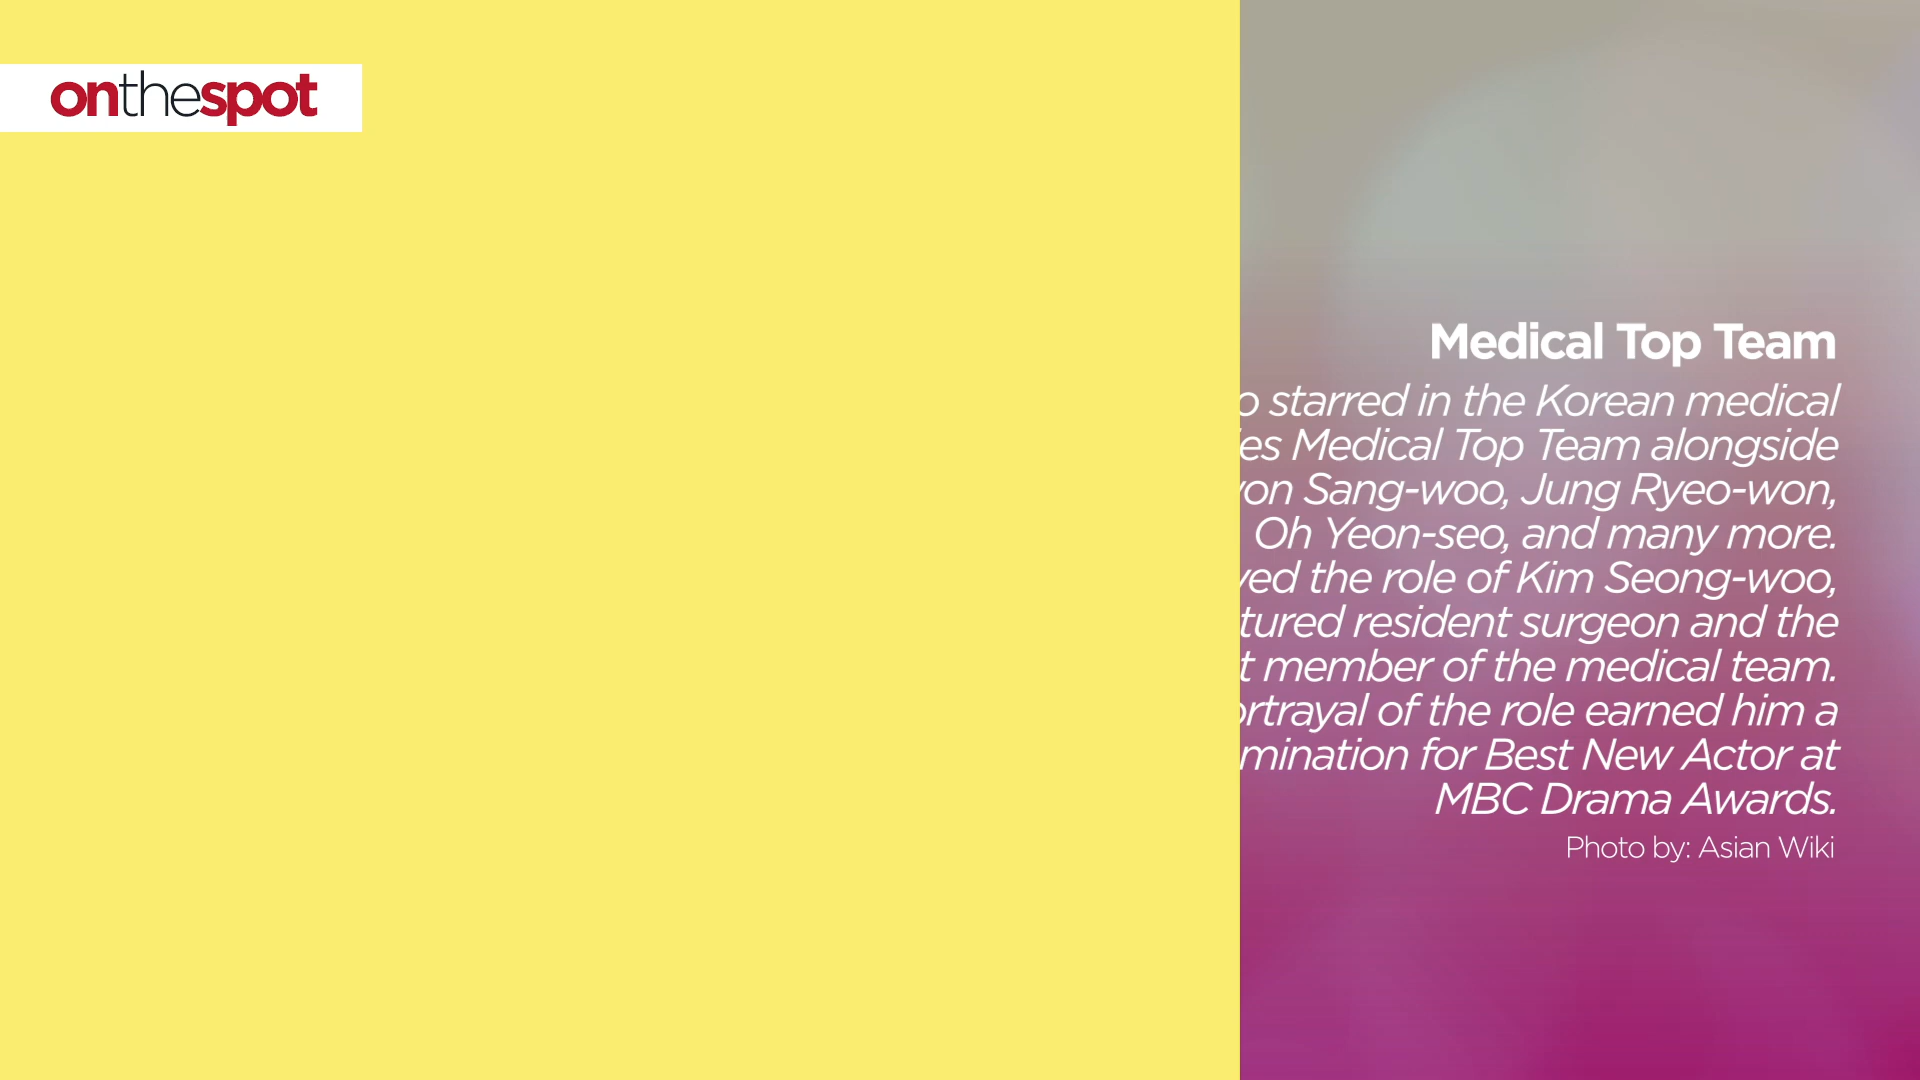 onthespot
Medical Top Team
starred in the Korean medical
Medical Top Team alongside
Sang-woo, Jung Ryeo-won,
Oh Yeon-seo, and many more.
the role of Kim Seong-woo,
resident surgeon and the
member of the medical team.
of the role earned him a
for Best New Actor at
MBC Drama Awards.
Photo by: Asian Wiki